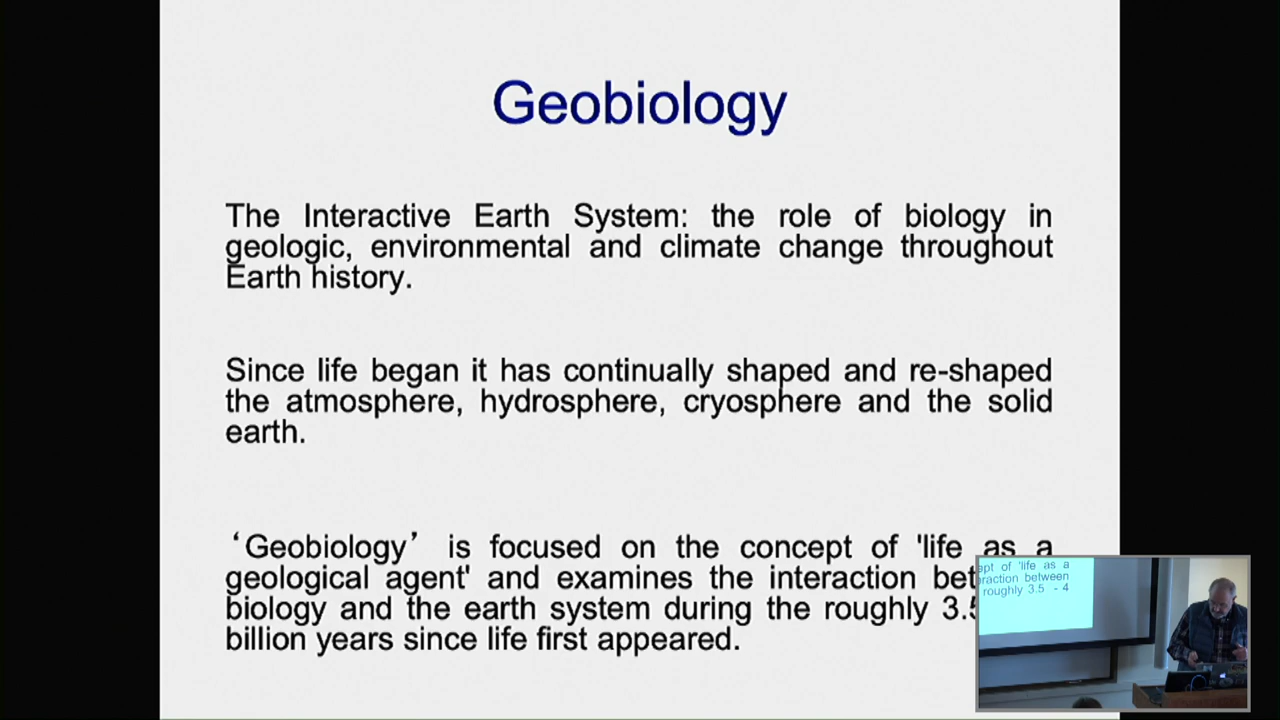 Geobiology
The Interactive Earth System: the role of biology in
geologic, environmental and climate change throughout
Earth history.
Since life began it has continually shaped and re-shaped
the atmosphere, hydrosphere, cryosphere and the solid
earth.
‘Geobiology’ is focused on the concept of 'life as a
geological agent' and examines the interaction bet
biology and the earth system during the roughly 3.5
billion years since life first appeared.
ept of 'life as a
eraction between
roughly 3.5 - 4